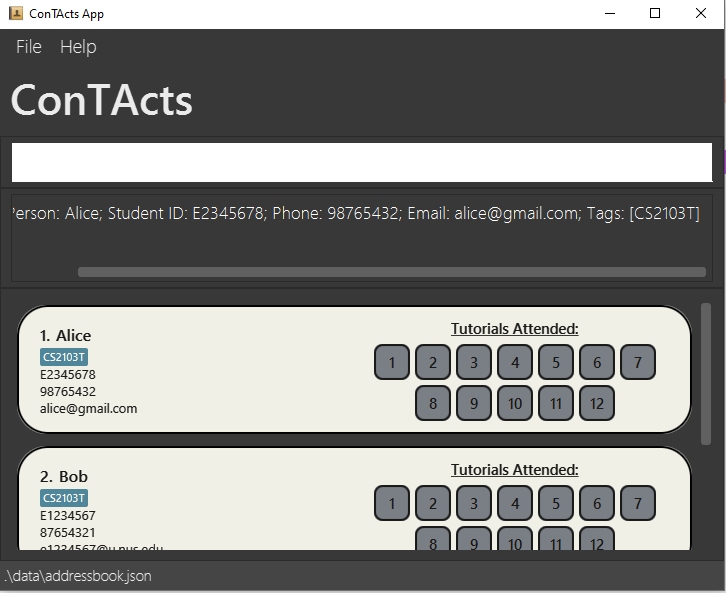 ConTActs App
File Help
ConTActs
Person: Alice; Student ID: E2345678; Phone: 98765432; Email: alice@gmail.com; Tags: [CS2103T]
1. Alice
CS2103T
E2345678
98765432
alice@gmail.com
Tutorials Attended:
1 2 3 4 5 6 7
8 9 10 11 12
2. Bob
CS2103T
E1234567
87654321
e1234567@u.nus.edu
Tutorials Attended:
1 2 3 4 5 6 7
8 9 10 11 12
.\data\addressbook.json